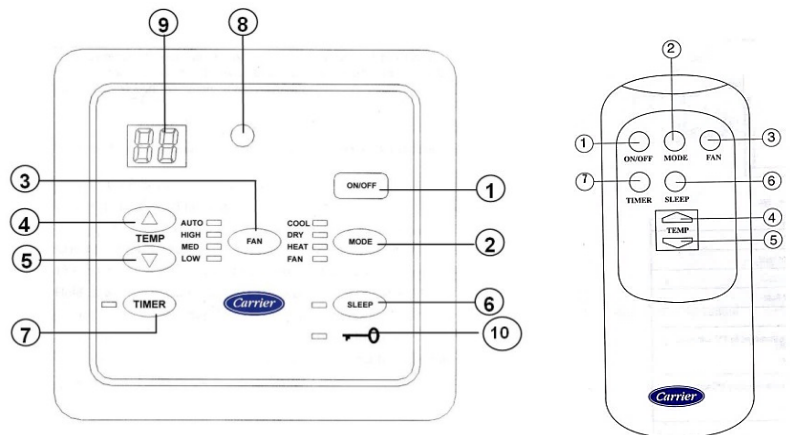 9
8
88
3
ON/OFF
1
4
AUTO
COOL
TEMP
HIGH
DRY
FAN
MODE
2
MED
HEAT
5
LOW
FAN
TIMER
Carrier
SLEEP
6
7
10
2
1
3
ON/OFF MODE FAN
7
6
TIMER SLEEP
4
TEMP
5
Carrier